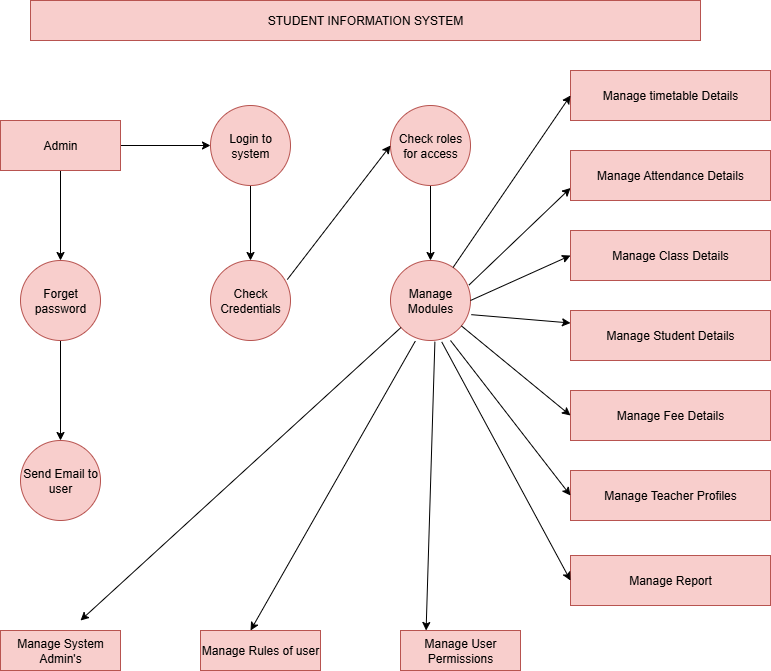 STUDENT INFORMATION SYSTEM
Manage timetable Details
Admin
Login to
system
Check roles
for access
Manage Attendance Details
Manage Class Details
Forget
password
Check
Credentials
Manage
Modules
Manage Student Details
Manage Fee Details
Send Email to
user
Manage Teacher Profiles
Manage Report
Manage System
Admin's
Manage Rules of user
Manage User
Permissions